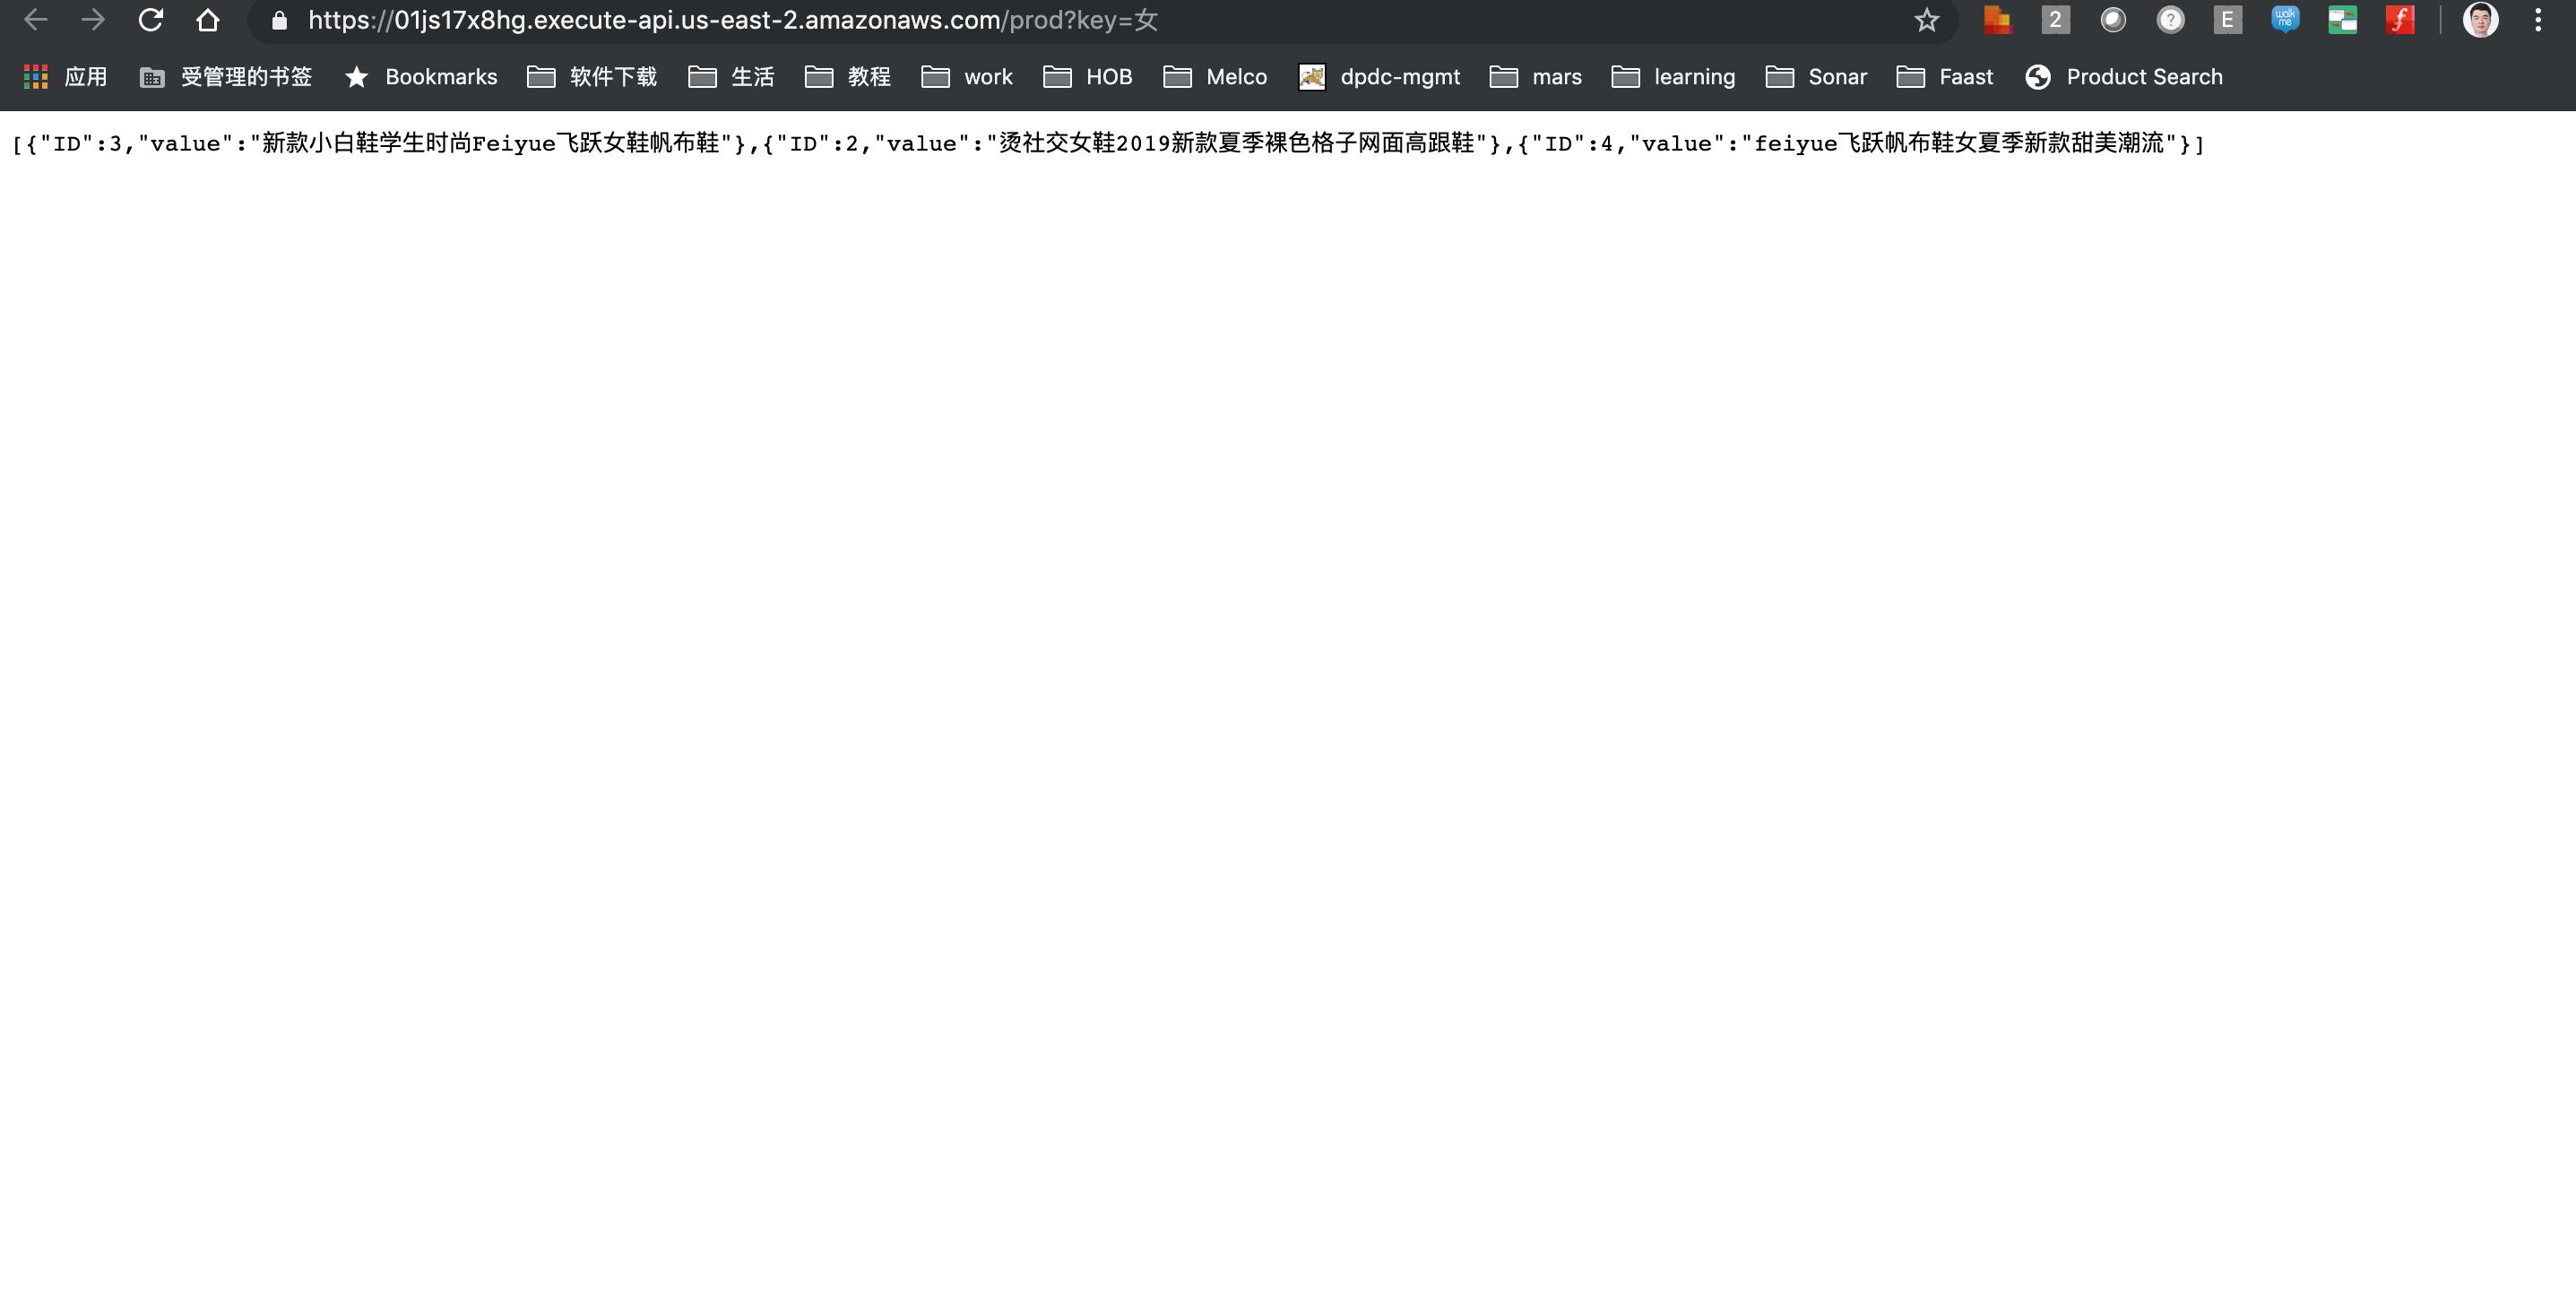 https://01js17x8hg.execute-api.us-east-2.amazonaws.com/prod?key=女
2 ? E walk me f
应用 受管理的书签 Bookmarks 软件下载 生活 教程 work HOB Melco dpdc-mgmt mars learning Sonar Faast Product Search
[{"ID":3,"value":"新款小白鞋学生时尚Feiyue飞跃女鞋帆布鞋"},{"ID":2,"value":"烫社交女鞋2019新款夏季裸色格子网面高跟鞋"},{"ID":4,"value":"feiyue飞跃帆布鞋女夏季新款甜美潮流"}]